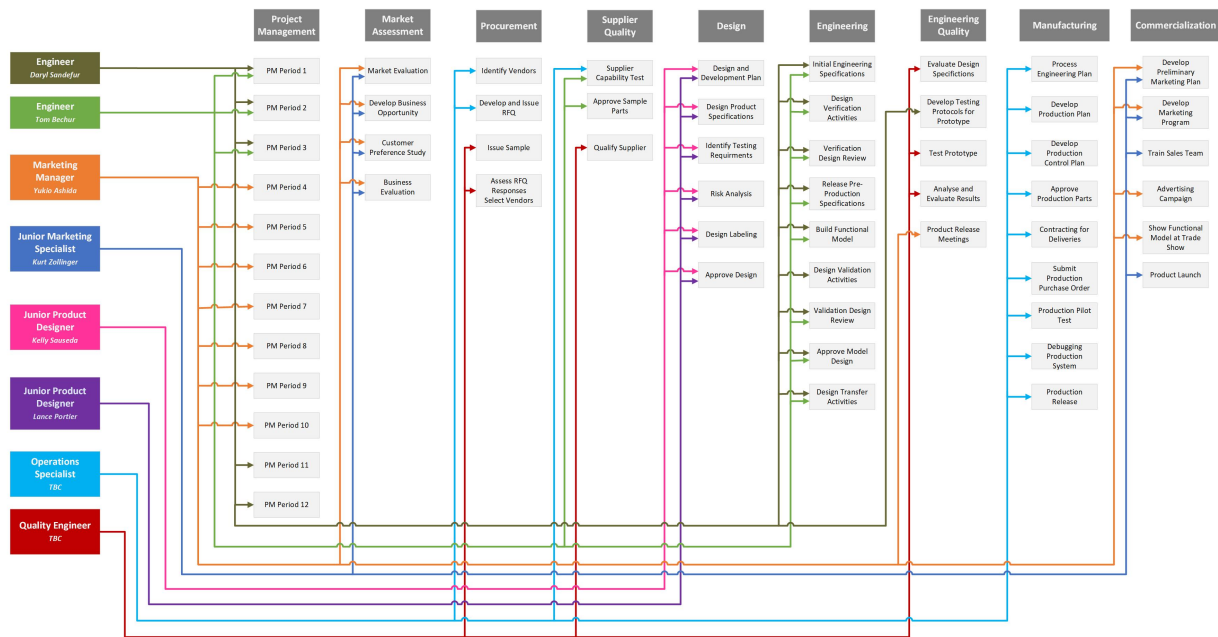 Project
Management
Market
Assessment
Procurement
Supplier
Quality
Design
Engineering
Engineering
Quality
Manufacturing
Commercialization
Engineer
Daryl Sandefur
Engineer
Tom Bechur
Marketing
Manager
Yukio Ashida
Junior Marketing
Specialist
Kurt Zollinger
Junior Product
Designer
Kelly Sauseda
Junior Product
Designer
Lance Portier
Operations
Specialist
TBC
Quality Engineer
TBC
PM Period 1
PM Period 2
PM Period 3
PM Period 4
PM Period 5
PM Period 6
PM Period 7
PM Period 8
PM Period 9
PM Period 10
PM Period 11
PM Period 12
Market Evaluation
Develop Business
Opportunity
Customer
Preference Study
Business
Evaluation
Identify Vendors
Develop and Issue
RFQ
Issue Sample
Assess RFQ
Responses
Select Vendors
Supplier
Capability Test
Approve Sample
Parts
Qualify Supplier
Design and
Development Plan
Design Product
Specifications
Identify Testing
Requirments
Risk Analysis
Design Labeling
Approve Design
Initial Engineering
Specifications
Design
Verification
Activities
Verification
Design Review
Release Pre-
Production
Specifications
Build Functional
Model
Design Validation
Activities
Validation Design
Review
Approve Model
Design
Design Transfer
Activities
Evaluate Design
Specifictions
Develop Testing
Protocols for
Prototype
Test Prototype
Analyse and
Evaluate Results
Product Release
Meetings
Process
Engineering Plan
Develop
Production Plan
Develop
Production
Control Plan
Approve
Production Parts
Contracting for
Deliveries
Submit
Production
Purchase Order
Production Pilot
Test
Debugging
Production
System
Production
Release
Develop
Preliminary
Marketing Plan
Develop
Marketing
Program
Train Sales Team
Advertising
Campaign
Show Functional
Model at Trade
Show
Product Launch